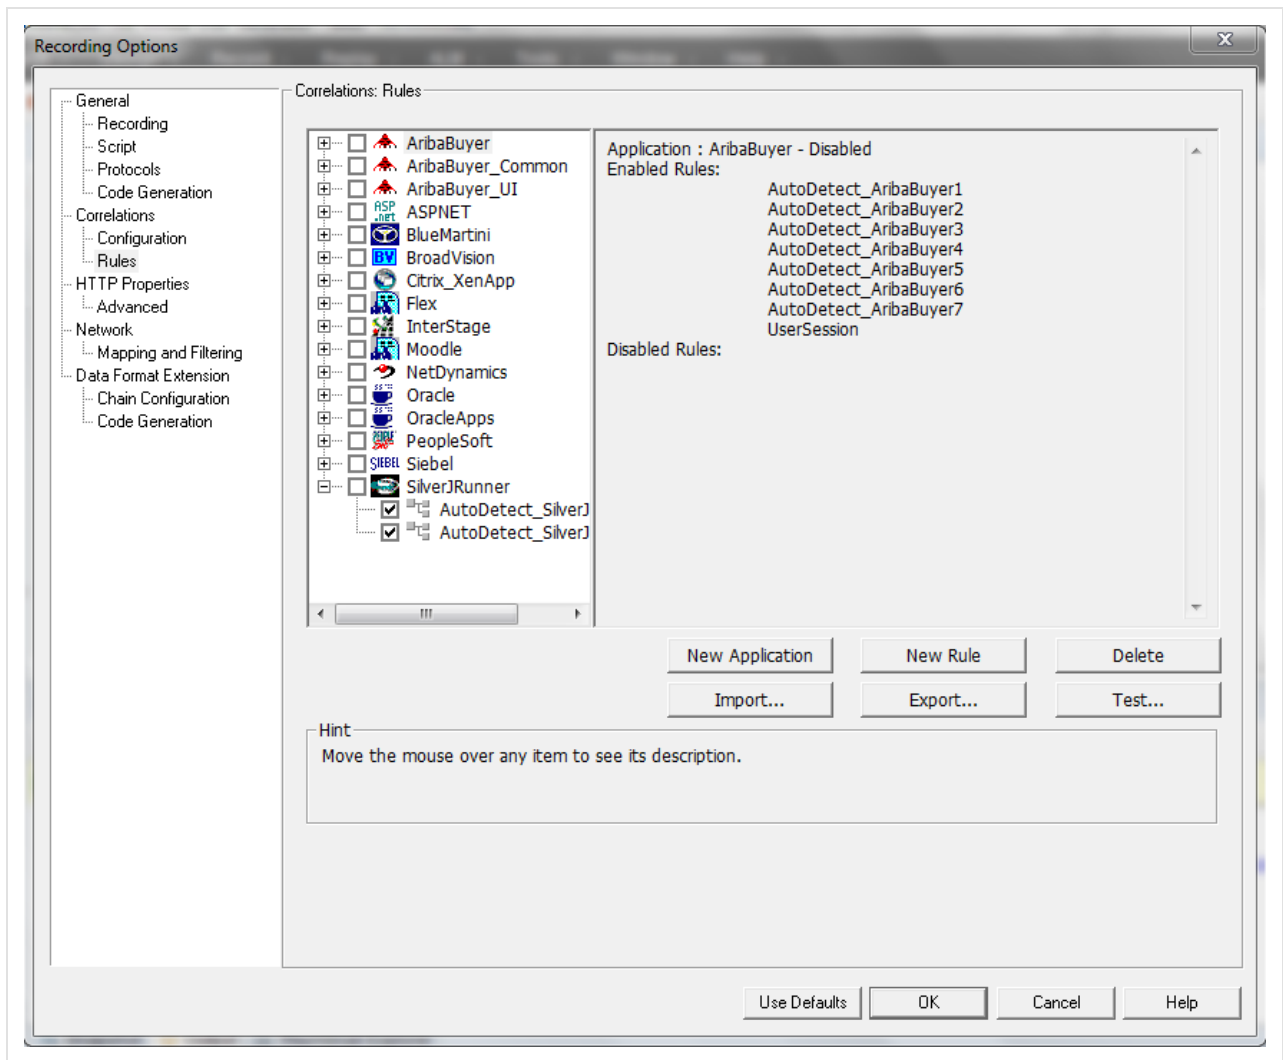 Recording Options
General
Recording
Script
Protocols
Code Generation
Correlations
Configuration
Rules
HTTP Properties
Advanced
Network
Mapping and Filtering
Data Format Extension
Chain Configuration
Code Generation
Correlations: Rules
AribaBuyer
AribaBuyer_Common
AribaBuyer_UI
ASP .net ASPNET
BlueMartini
BV BroadVision
Citrix_XenApp
Flex
InterStage
Moodle
NetDynamics
Oracle
OracleApps
PeopleSoft
SIEBEL Siebel
SilverJRunner
AutoDetect_SilverJ
AutoDetect_SilverJ
Application : AribaBuyer - Disabled
Enabled Rules:
AutoDetect_AribaBuyer1
AutoDetect_AribaBuyer2
AutoDetect_AribaBuyer3
AutoDetect_AribaBuyer4
AutoDetect_AribaBuyer5
AutoDetect_AribaBuyer6
AutoDetect_AribaBuyer7
UserSession
Disabled Rules:
New Application New Rule Delete
Import... Export... Test...
Hint
Move the mouse over any item to see its description.
Use Defaults OK Cancel Help